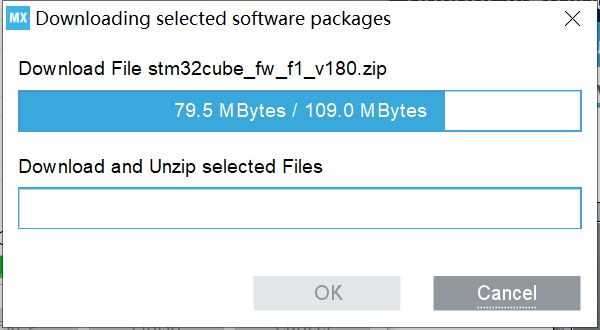 MX Downloading selected software packages
Download File stm32cube_fw_f1_v180.zip
79.5 MBytes / 109.0 MBytes
Download and Unzip selected Files
OK Cancel